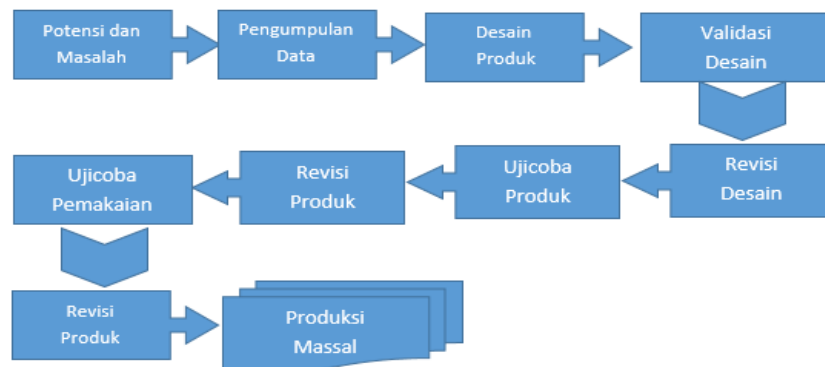 Potensi dan
Masalah
Pengumpulan
Data
Desain
Produk
Validasi
Desain
Revisi
Desain
Ujicoba
Produk
Revisi
Produk
Ujicoba
Pemakaian
Revisi
Produk
Produksi
Massal